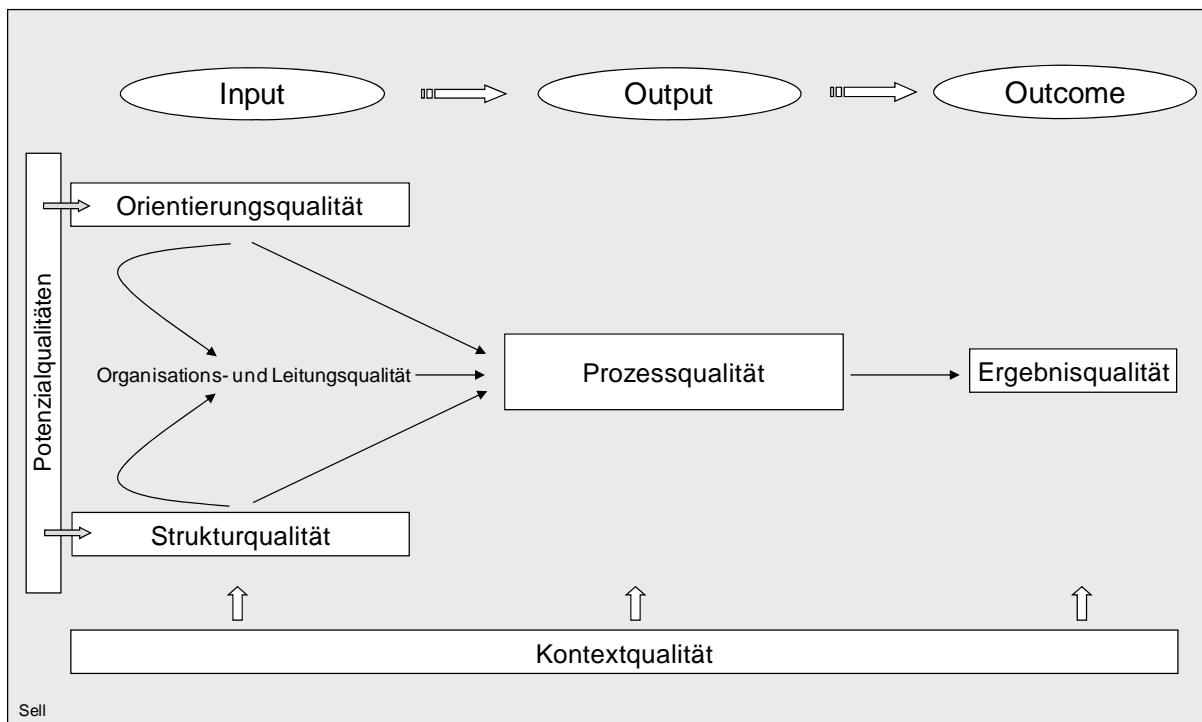 Input
Output
Outcome
Potenzialqualitäten
Orientierungsqualität
Organisations- und Leitungsqualität
Prozessqualität
Ergebnisqualität
Strukturqualität
Kontextqualität
Sell